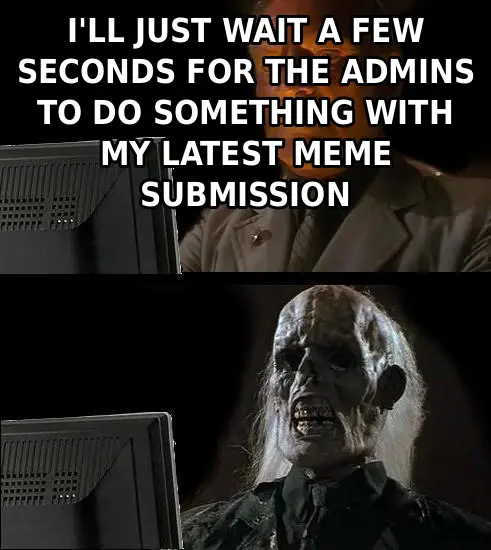 I'LL JUST WAIT A FEW
SECONDS FOR THE ADMINS
TO DO SOMETHING WITH
MY LATEST MEME
SUBMISSION